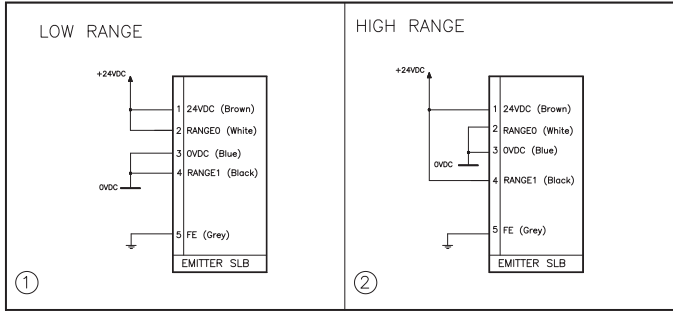 LOW RANGE
+24VDC
1 24VDC (Brown)
2 RANGE0 (White)
3 0VDC (Blue)
4 RANGE1 (Black)
0VDC
5 FE (Grey)
EMITTER SLB
1
HIGH RANGE
+24VDC
1 24VDC (Brown)
2 RANGE0 (White)
3 0VDC (Blue)
0VDC
4 RANGE1 (Black)
5 FE (Grey)
EMITTER SLB
2